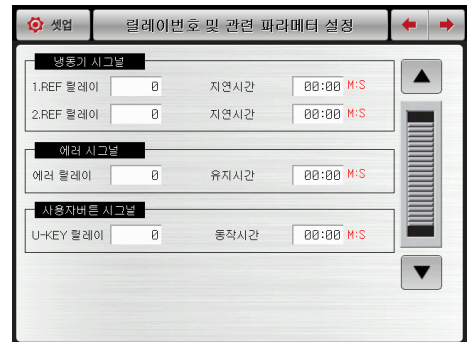 셋업 릴레이번호 및 관련 파라메터 설정
냉동기 시그널
1.REF 릴레이 0 지연시간 00:00 M:S
2.REF 릴레이 0 지연시간 00:00 M:S
에러 시그널
에러 릴레이 0 유지시간 00:00 M:S
사용자버튼 시그널
U-KEY 릴레이 0 동작시간 00:00 M:S